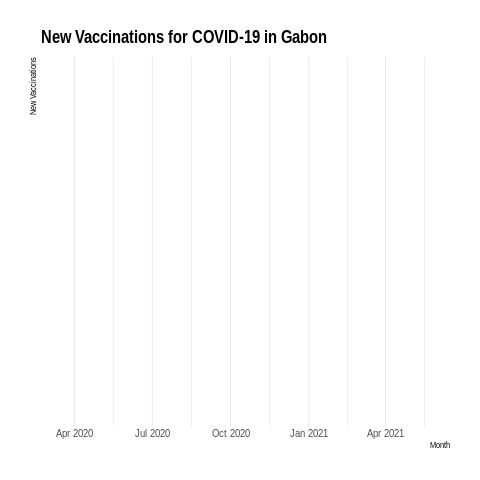 New Vaccinations for COVID-19 in Gabon
New Vaccinations
Apr 2020 Jul 2020 Oct 2020 Jan 2021 Apr 2021
Month